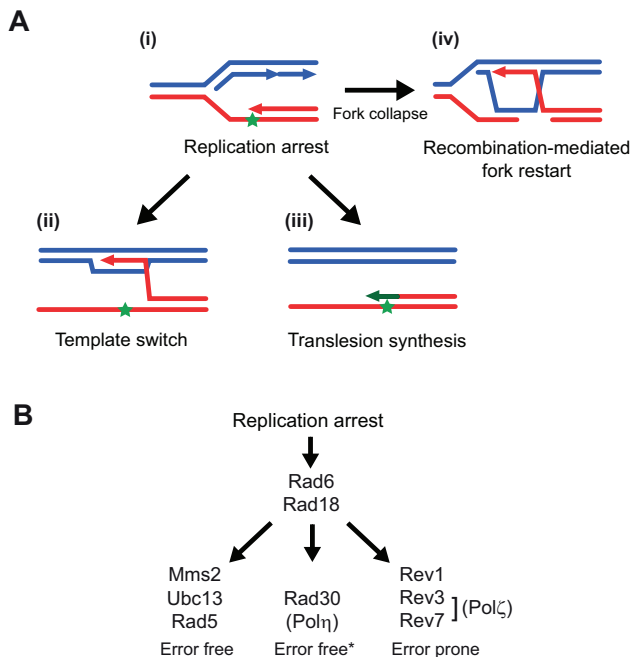 A
(i)
(iv)
Fork collapse
Replication arrest
Recombination-mediated
fork restart
(ii)
(iii)
Template switch
Translesion synthesis
B
Replication arrest
Rad6
Rad18
Mms2
Ubc13
Rad5
Error free
Rad30
(Polη)
Error free*
Rev1
Rev3
Rev7
] (Polζ)
Error prone